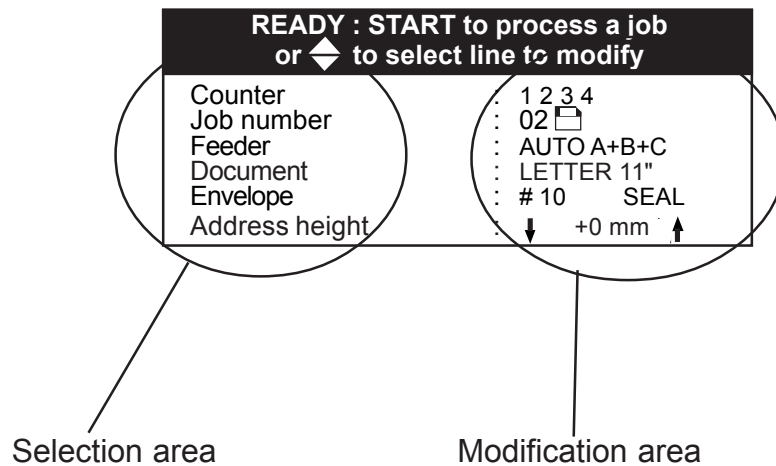 READY : START to process a job
or to select line to modify
Counter : 1 2 3 4
Job number : 02
Feeder : AUTO A+B+C
Document : LETTER 11"
Envelope : # 10 SEAL
Address height : +0 mm
Selection area Modification area